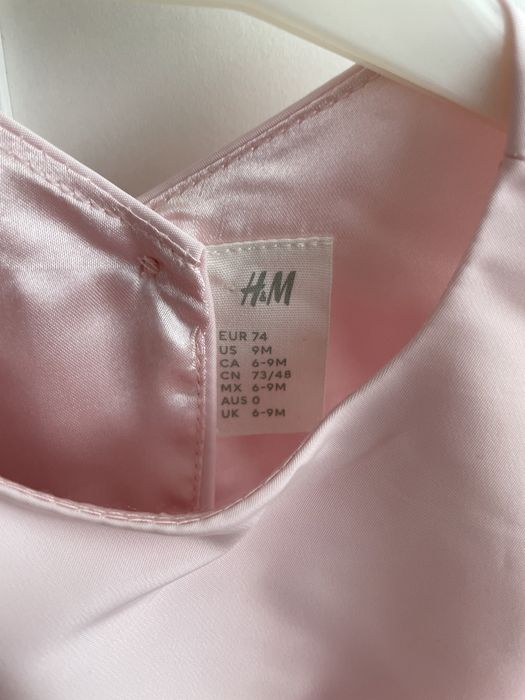 H&M
EUR 74
US 9M
CA 6-9M
CN 73/48
MX 6-9M
AUS 0
UK 6-9M